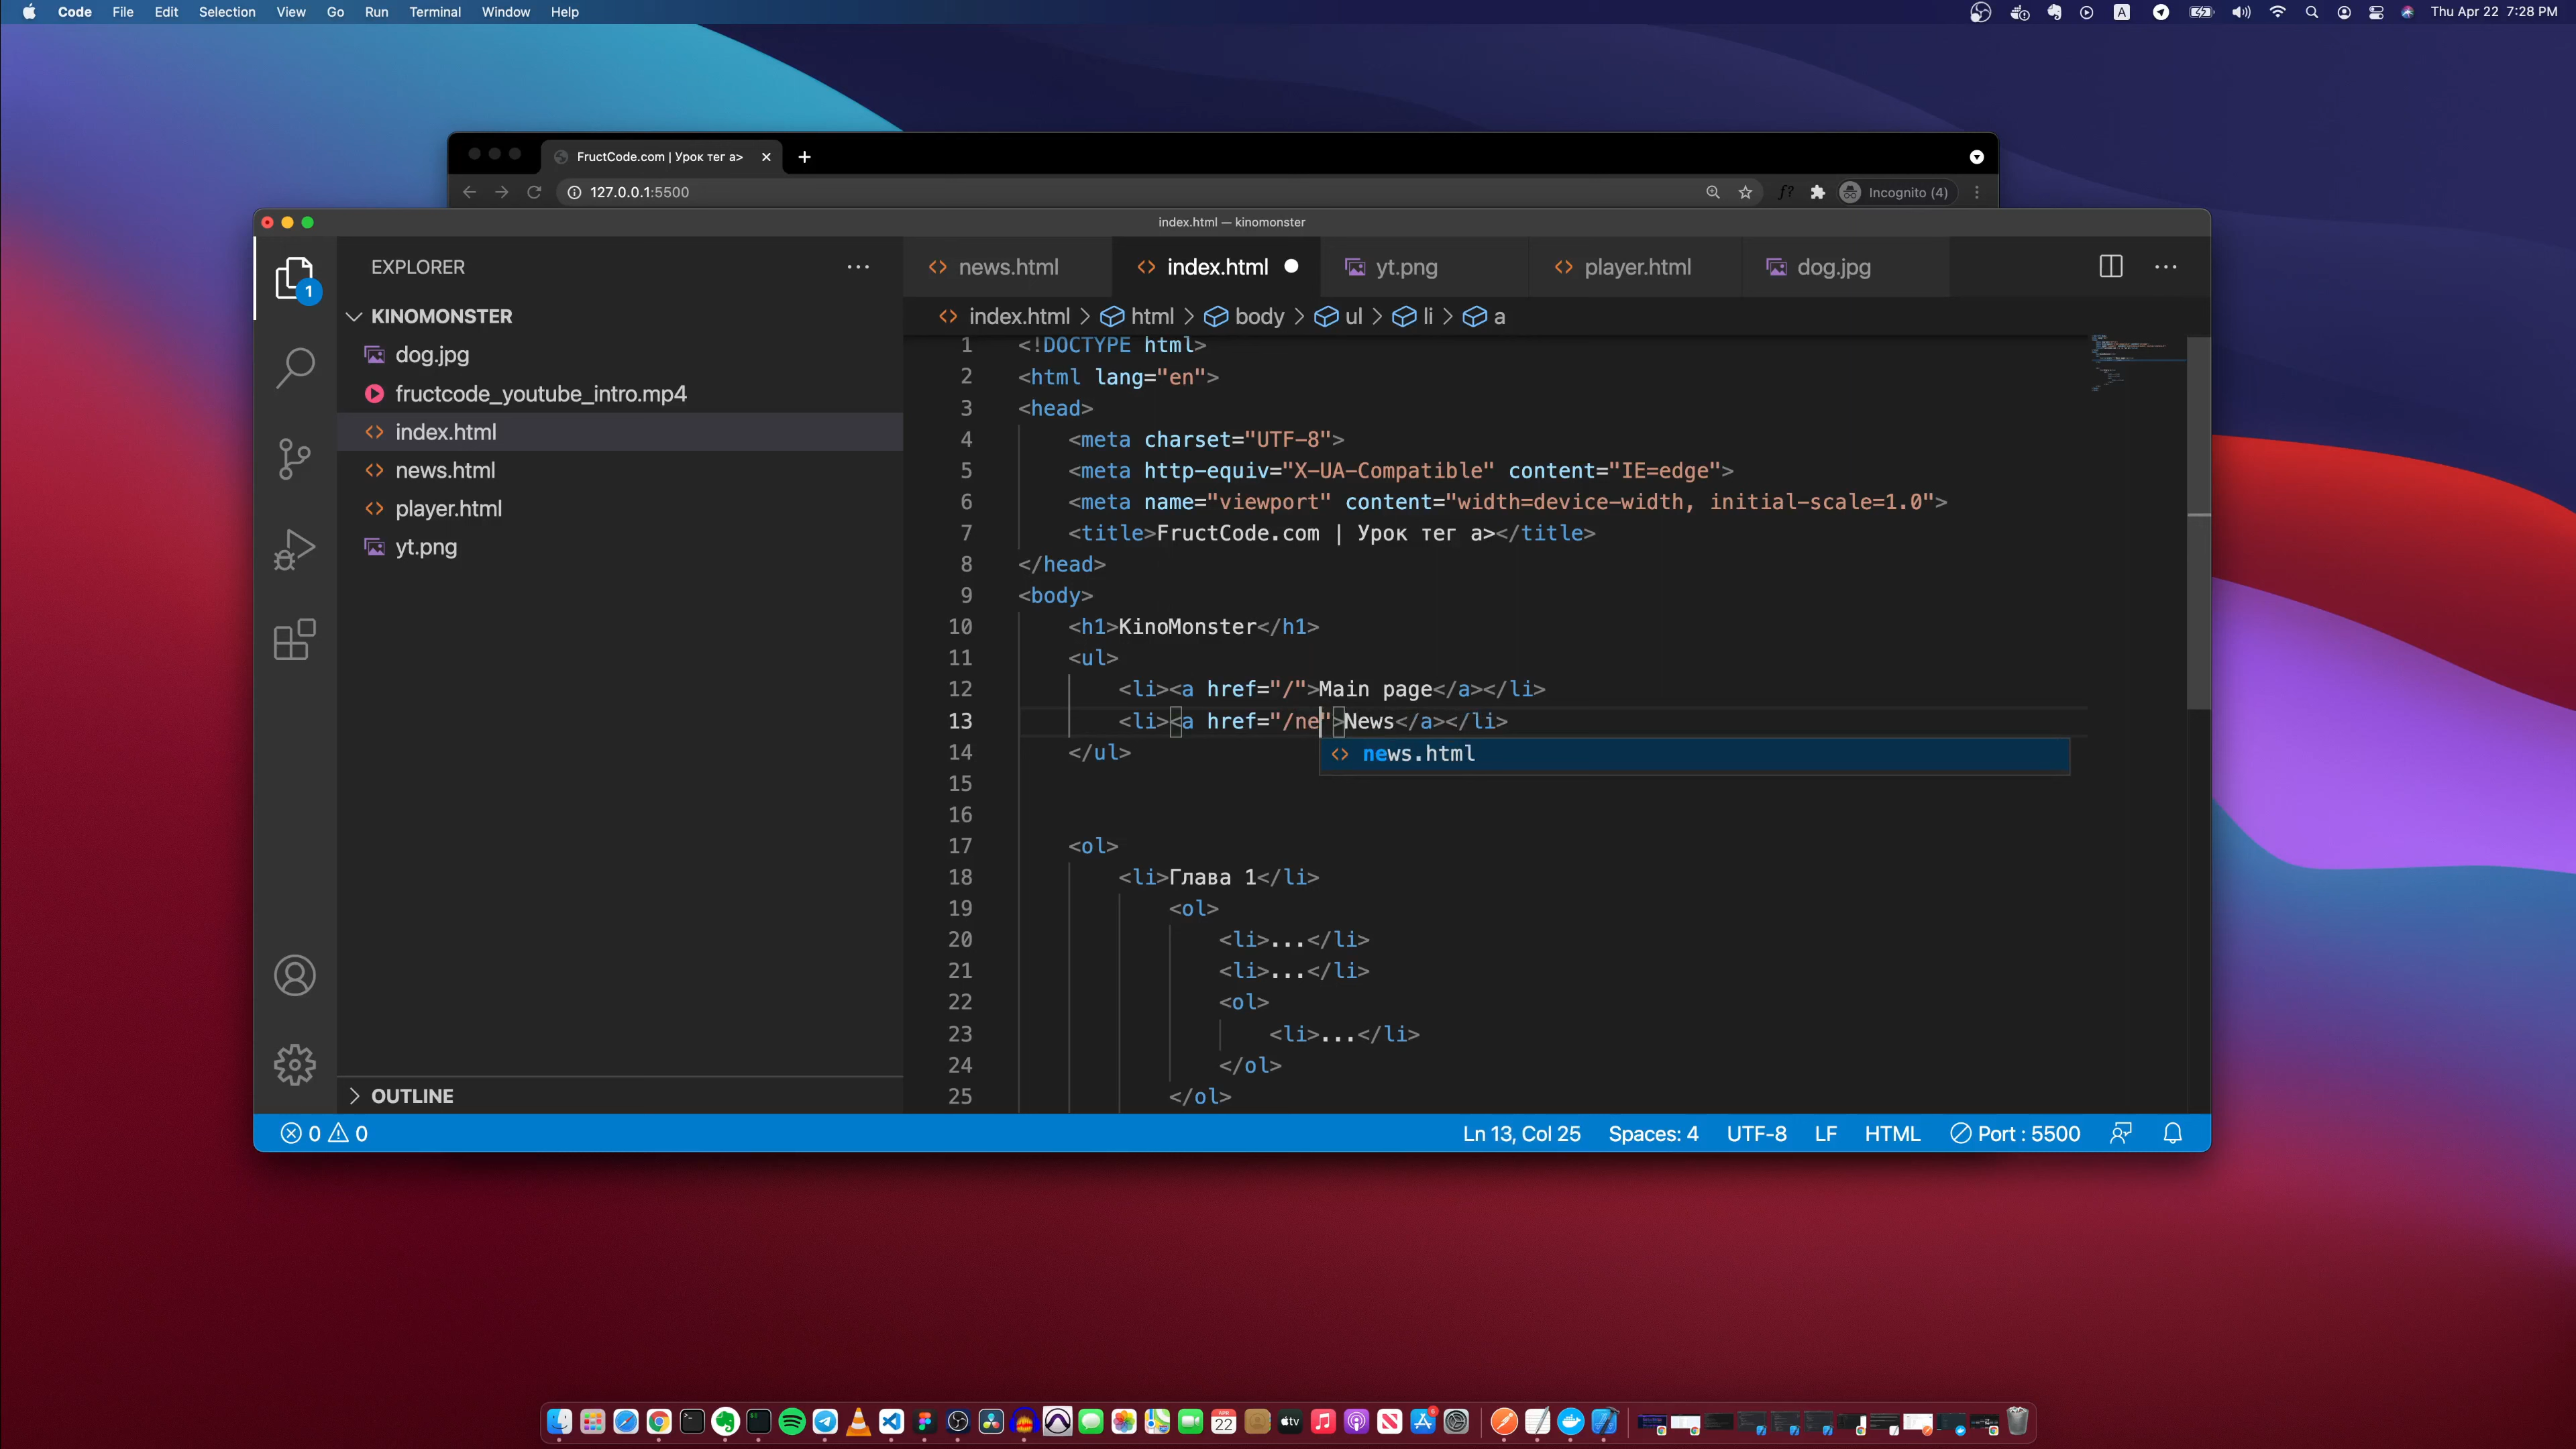 Code File Edit Selection View Go Run Terminal Window Help
A
Thu Apr 22 7:28 PM
FructCode.com | Урок тег a>
127.0.0.1:5500
f?
Incognito (4)
index.html — kinomonster
EXPLORER
1
KINOMONSTER
dog.jpg
fructcode_youtube_intro.mp4
index.html
news.html
player.html
yt.png
OUTLINE
news.html index.html yt.png player.html dog.jpg
index.html > html > body > ul > li > a
1 <!DOCTYPE html>
2 <html lang="en">
3 <head>
4 <meta charset="UTF-8">
5 <meta http-equiv="X-UA-Compatible" content="IE=edge">
6 <meta name="viewport" content="width=device-width, initial-scale=1.0">
7 <title>FructCode.com | Урок тег a></title>
8 </head>
9 <body>
10 <h1>KinoMonster</h1>
11 <ul>
12 <li><a href="/">Main page</a></li>
13 <li><a href="/ne">News</a></li>
news.html
14 </ul>
15
16
17 <ol>
18 <li>Глава 1</li>
19 <ol>
20 <li>...</li>
21 <li>...</li>
22 <ol>
23 <li>...</li>
24 </ol>
25 </ol>
0 0
Ln 13, Col 25 Spaces: 4 UTF-8 LF HTML Port : 5500
22
tv
6